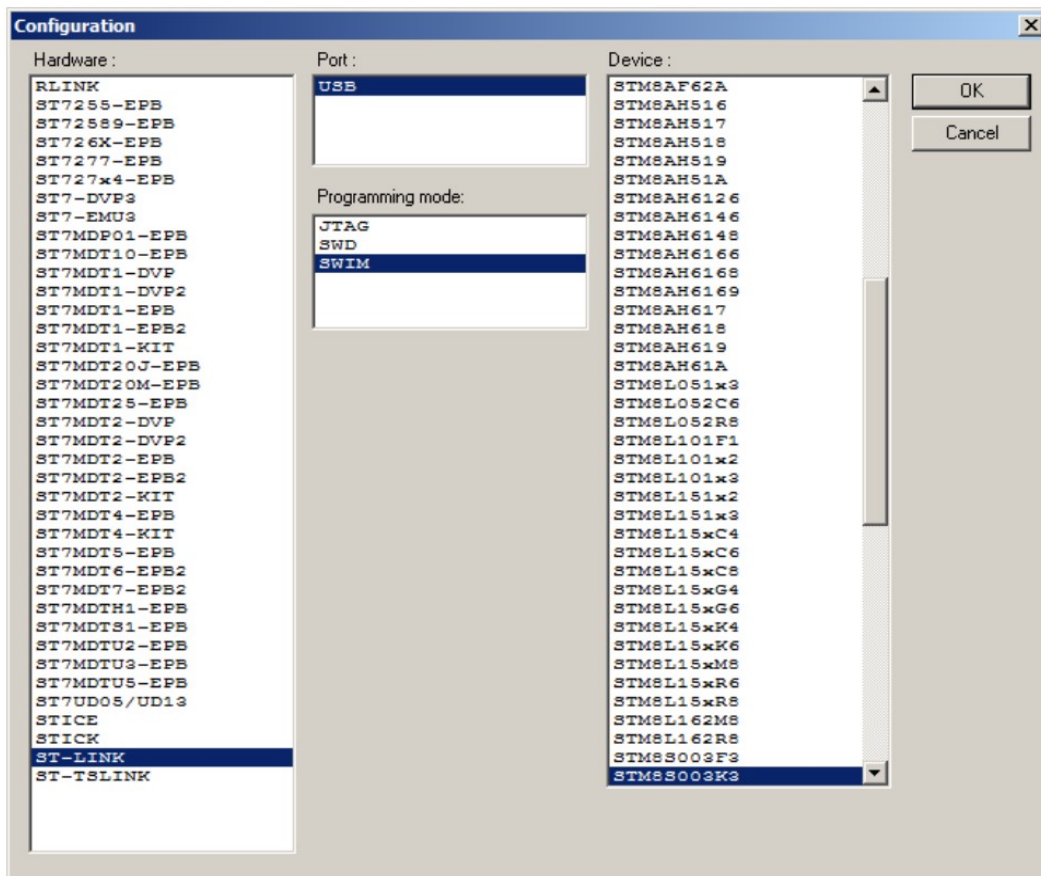 Configuration
Hardware :
RLINK
ST7255-EPB
ST72589-EPB
ST726X-EPB
ST7277-EPB
ST727x4-EPB
ST7-DVP3
ST7-EMU3
ST7MDP01-EPB
ST7MDT10-EPB
ST7MDT1-DVP
ST7MDT1-DVP2
ST7MDT1-EPB
ST7MDT1-EPB2
ST7MDT1-KIT
ST7MDT20J-EPB
ST7MDT20M-EPB
ST7MDT25-EPB
ST7MDT2-DVP
ST7MDT2-DVP2
ST7MDT2-EPB
ST7MDT2-EPB2
ST7MDT2-KIT
ST7MDT4-EPB
ST7MDT4-KIT
ST7MDT5-EPB
ST7MDT6-EPB2
ST7MDT7-EPB2
ST7MDTH1-EPB
ST7MDTS1-EPB
ST7MDTU2-EPB
ST7MDTU3-EPB
ST7MDTU5-EPB
ST7UD05/UD13
STICE
STICK
ST-LINK
ST-TSLINK
Port :
USB
Programming mode:
JTAG
SWD
SWIM
Device :
STM8AF62A
STM8AH516
STM8AH517
STM8AH518
STM8AH519
STM8AH51A
STM8AH6126
STM8AH6146
STM8AH6148
STM8AH6166
STM8AH6168
STM8AH6169
STM8AH617
STM8AH618
STM8AH619
STM8AH61A
STM8L051x3
STM8L052C6
STM8L052R8
STM8L101F1
STM8L101x2
STM8L101x3
STM8L151x2
STM8L151x3
STM8L15xC4
STM8L15xC6
STM8L15xC8
STM8L15xG4
STM8L15xG6
STM8L15xK4
STM8L15xK6
STM8L15xM8
STM8L15xR6
STM8L15xR8
STM8L162M8
STM8L162R8
STM8S003F3
STM8S003K3
OK
Cancel